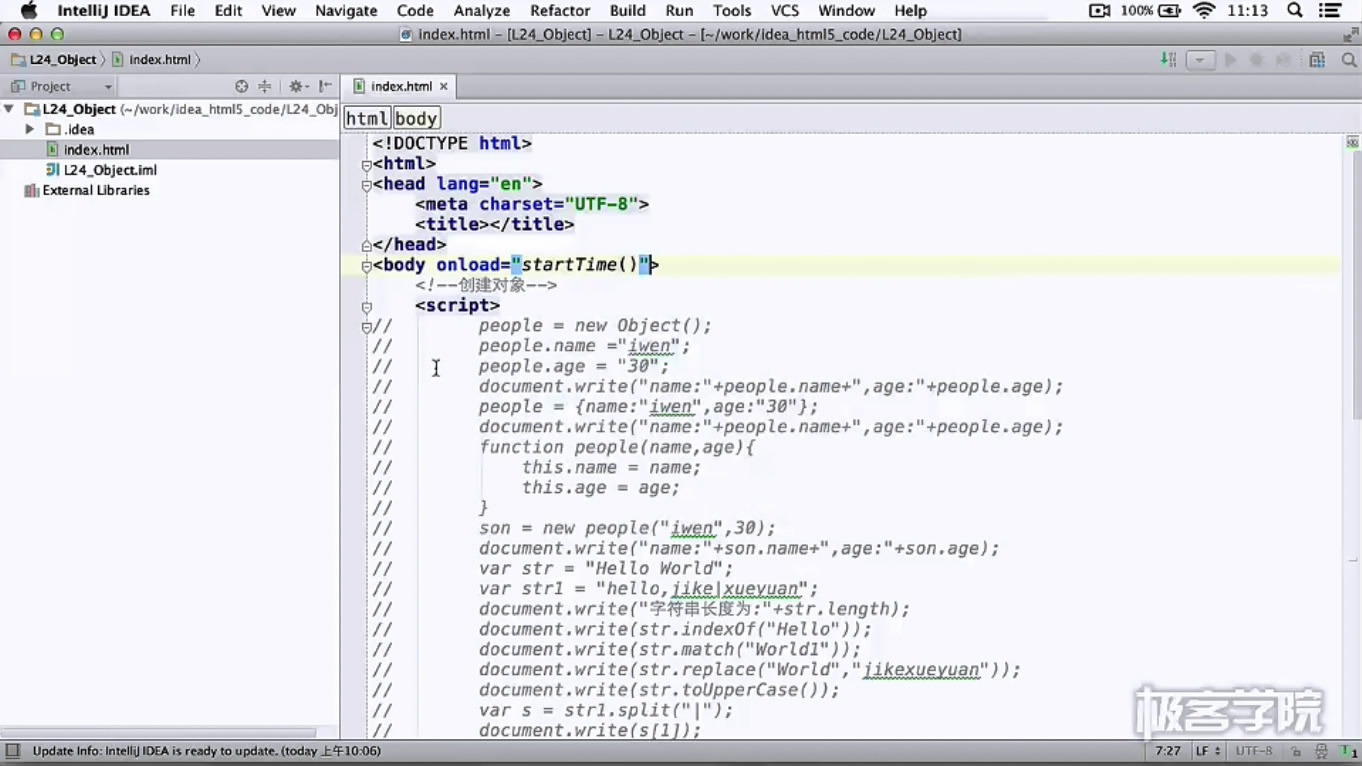 IntelliJ IDEA File Edit View Navigate Code Analyze Refactor Build Run Tools VCS Window Help 100% 11:13
index.html - [L24_Object] - L24_Object - [~/work/idea_html5_code/L24_Object]
L24_Object index.html
Project index.html
L24_Object (~/work/idea_html5_code/L24_Obj
.idea
index.html
L24_Object.iml
External Libraries
html body
<!DOCTYPE html>
<html>
<head lang="en">
<meta charset="UTF-8">
<title></title>
</head>
<body onload="startTime()">
<!--创建对象-->
<script>
// people = new Object();
// people.name ="iwen";
// people.age = "30";
// document.write("name:"+people.name+",age:"+people.age);
// people = {name:"iwen",age:"30"};
// document.write("name:"+people.name+",age:"+people.age);
// function people(name,age){
// this.name = name;
// this.age = age;
// }
// son = new people("iwen",30);
// document.write("name:"+son.name+",age:"+son.age);
// var str = "Hello World";
// var str1 = "hello,jike|xueyuan";
// document.write("字符串长度为:"+str.length);
// document.write(str.indexOf("Hello"));
// document.write(str.match("World1"));
// document.write(str.replace("World","jikexueyuan"));
// document.write(str.toUpperCase());
// var s = str1.split("|");
// document.write(s[1]);
极客学院
Update Info: IntelliJ IDEA is ready to update. (today 上午10:06) 7:27 LF UTF-8 1